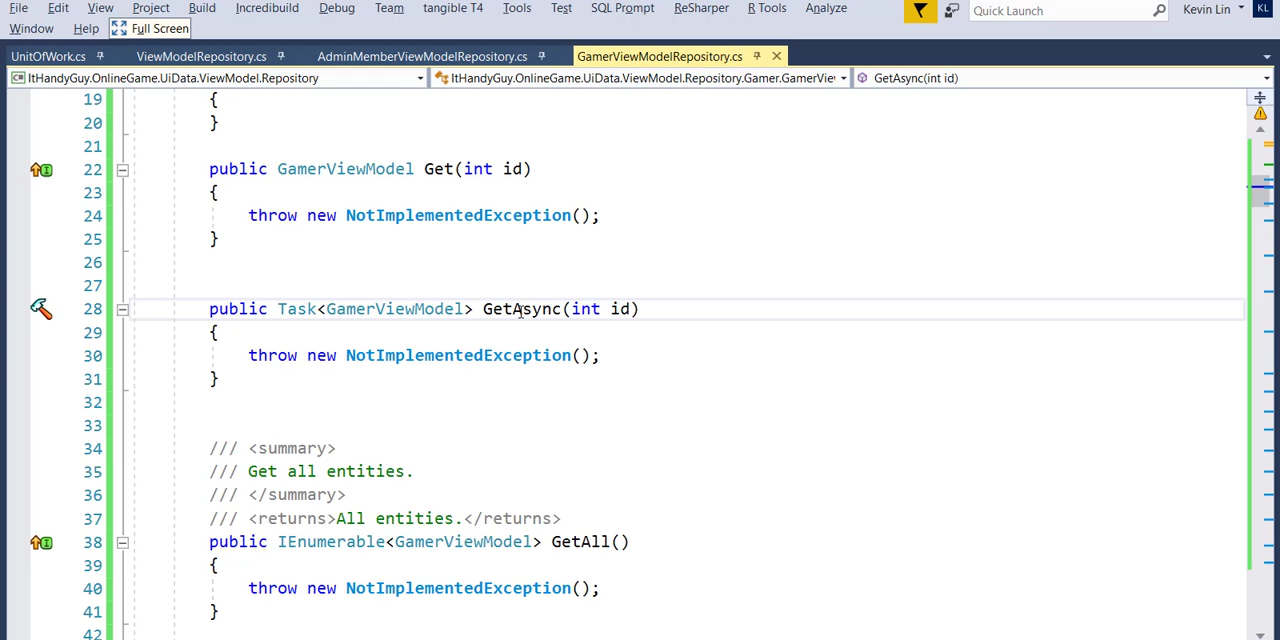 File Edit View Project Build Incredibuild Debug Team tangible T4 Tools Test SQL Prompt ReSharper R Tools Analyze Quick Launch Kevin Lin KL
Window Help Full Screen
UnitOfWork.cs ViewModelRepository.cs AdminMemberViewModelRepository.cs GamerViewModelRepository.cs
ItHandyGuy.OnlineGame.UiData.ViewModel.Repository ItHandyGuy.OnlineGame.UiData.ViewModel.Repository.Gamer.GamerVie GetAsync(int id)
19 {
20 }
21
22 public GamerViewModel Get(int id)
23 {
24 throw new NotImplementedException();
25 }
26
27
28 public Task<GamerViewModel> GetAsync(int id)
29 {
30 throw new NotImplementedException();
31 }
32
33
34 /// <summary>
35 /// Get all entities.
36 /// </summary>
37 /// <returns>All entities.</returns>
38 public IEnumerable<GamerViewModel> GetAll()
39 {
40 throw new NotImplementedException();
41 }
42